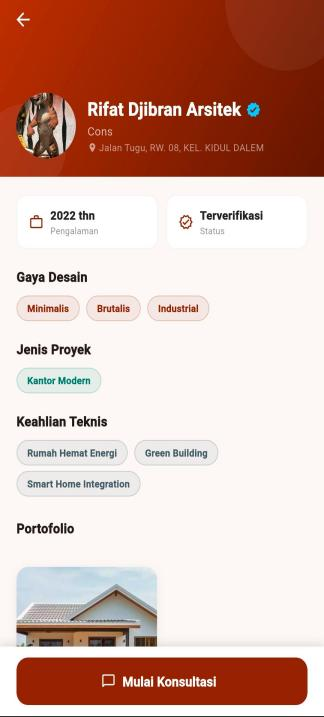 Rifat Djibran Arsitek
Cons
Jalan Tugu, RW. 08, KEL. KIDUL DALEM
2022 thn
Pengalaman
Terverifikasi
Status
Gaya Desain
Minimalis
Brutalis
Industrial
Jenis Proyek
Kantor Modern
Keahlian Teknis
Rumah Hemat Energi
Green Building
Smart Home Integration
Portofolio
Mulai Konsultasi